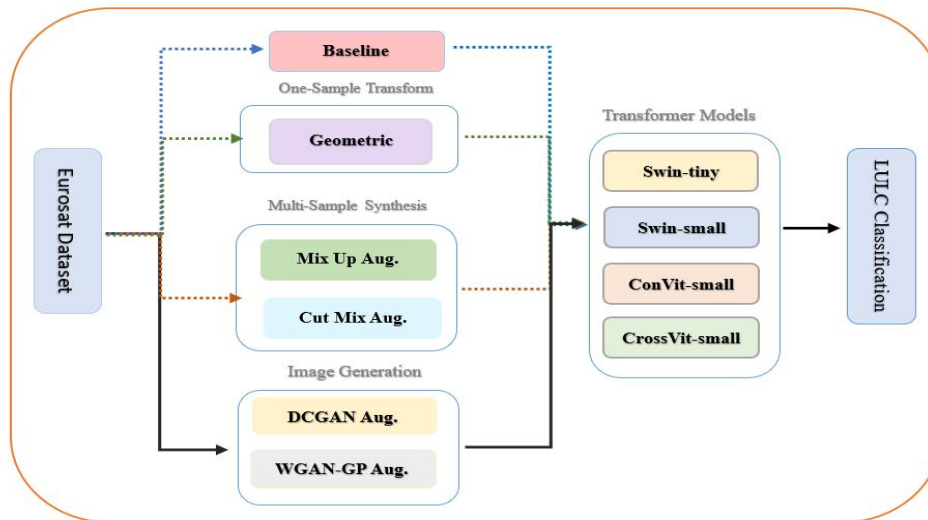 Eurosat Dataset
Baseline
One-Sample Transform
Geometric
Multi-Sample Synthesis
Mix Up Aug.
Cut Mix Aug.
Image Generation
DCGAN Aug.
WGAN-GP Aug.
Transformer Models
Swin-tiny
Swin-small
ConVit-small
CrossVit-small
LULC Classification